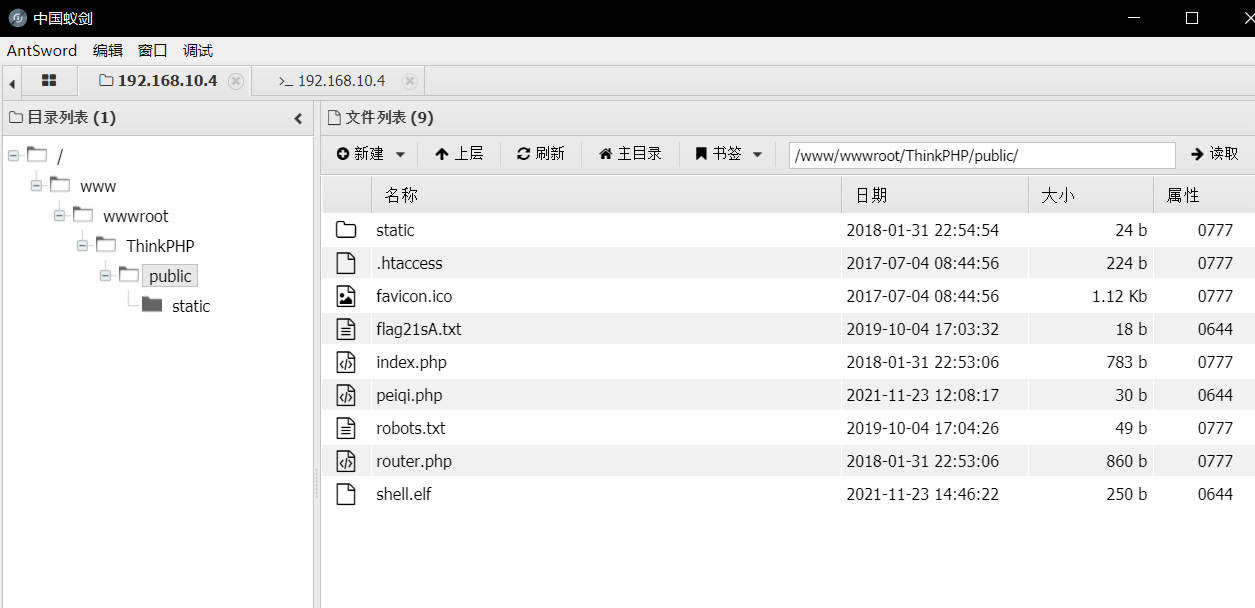 中国蚁剑
AntSword 编辑 窗口 调试
192.168.10.4 >_ 192.168.10.4
目录列表 (1)
/
www
wwwroot
ThinkPHP
public
static
文件列表 (9)
新建 上层 刷新 主目录 书签 /www/wwwroot/ThinkPHP/public/ 读取
名称 日期 大小 属性
static 2018-01-31 22:54:54 24 b 0777
.htaccess 2017-07-04 08:44:56 224 b 0777
favicon.ico 2017-07-04 08:44:56 1.12 Kb 0777
flag21sA.txt 2019-10-04 17:03:32 18 b 0644
index.php 2018-01-31 22:53:06 783 b 0777
peiqi.php 2021-11-23 12:08:17 30 b 0644
robots.txt 2019-10-04 17:04:26 49 b 0777
router.php 2018-01-31 22:53:06 860 b 0777
shell.elf 2021-11-23 14:46:22 250 b 0644